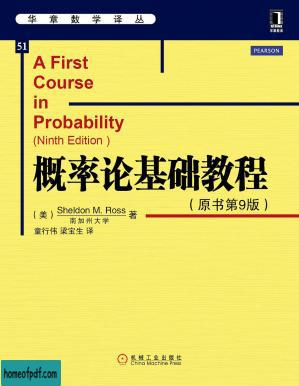 华章数学译丛
51
PEARSON
A First
Course
in
Probability
(Ninth Edition)
概率论基础教程
(原书第9版)
(美) Sheldon M. Ross 著
南加州大学
童行伟 梁宝生 译
机械工业出版社
China Machine Press
homeofpdf.com